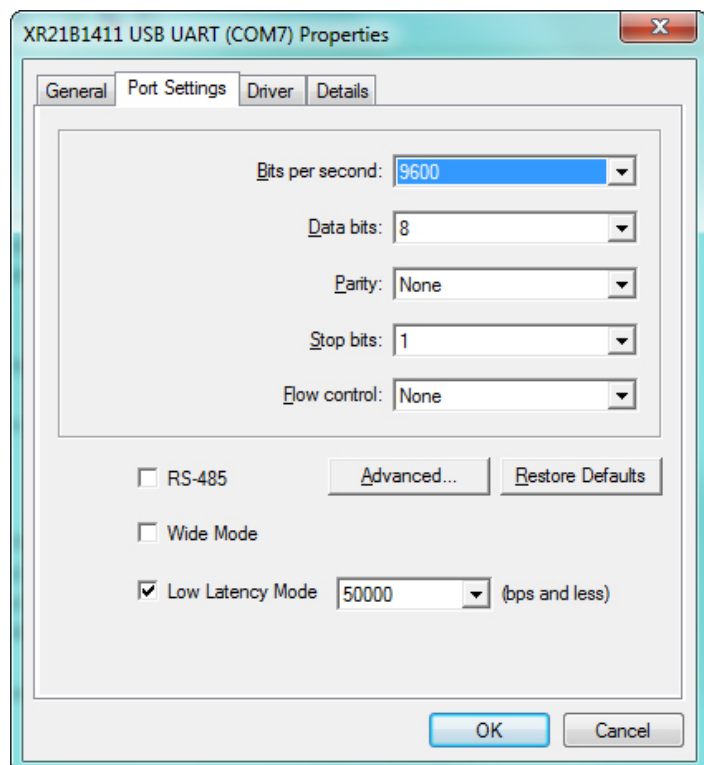 XR21B1411 USB UART (COM7) Properties
General Port Settings Driver Details
Bits per second: 9600
Data bits: 8
Parity: None
Stop bits: 1
Flow control: None
RS-485 Advanced... Restore Defaults
Wide Mode
Low Latency Mode 50000 (bps and less)
OK Cancel